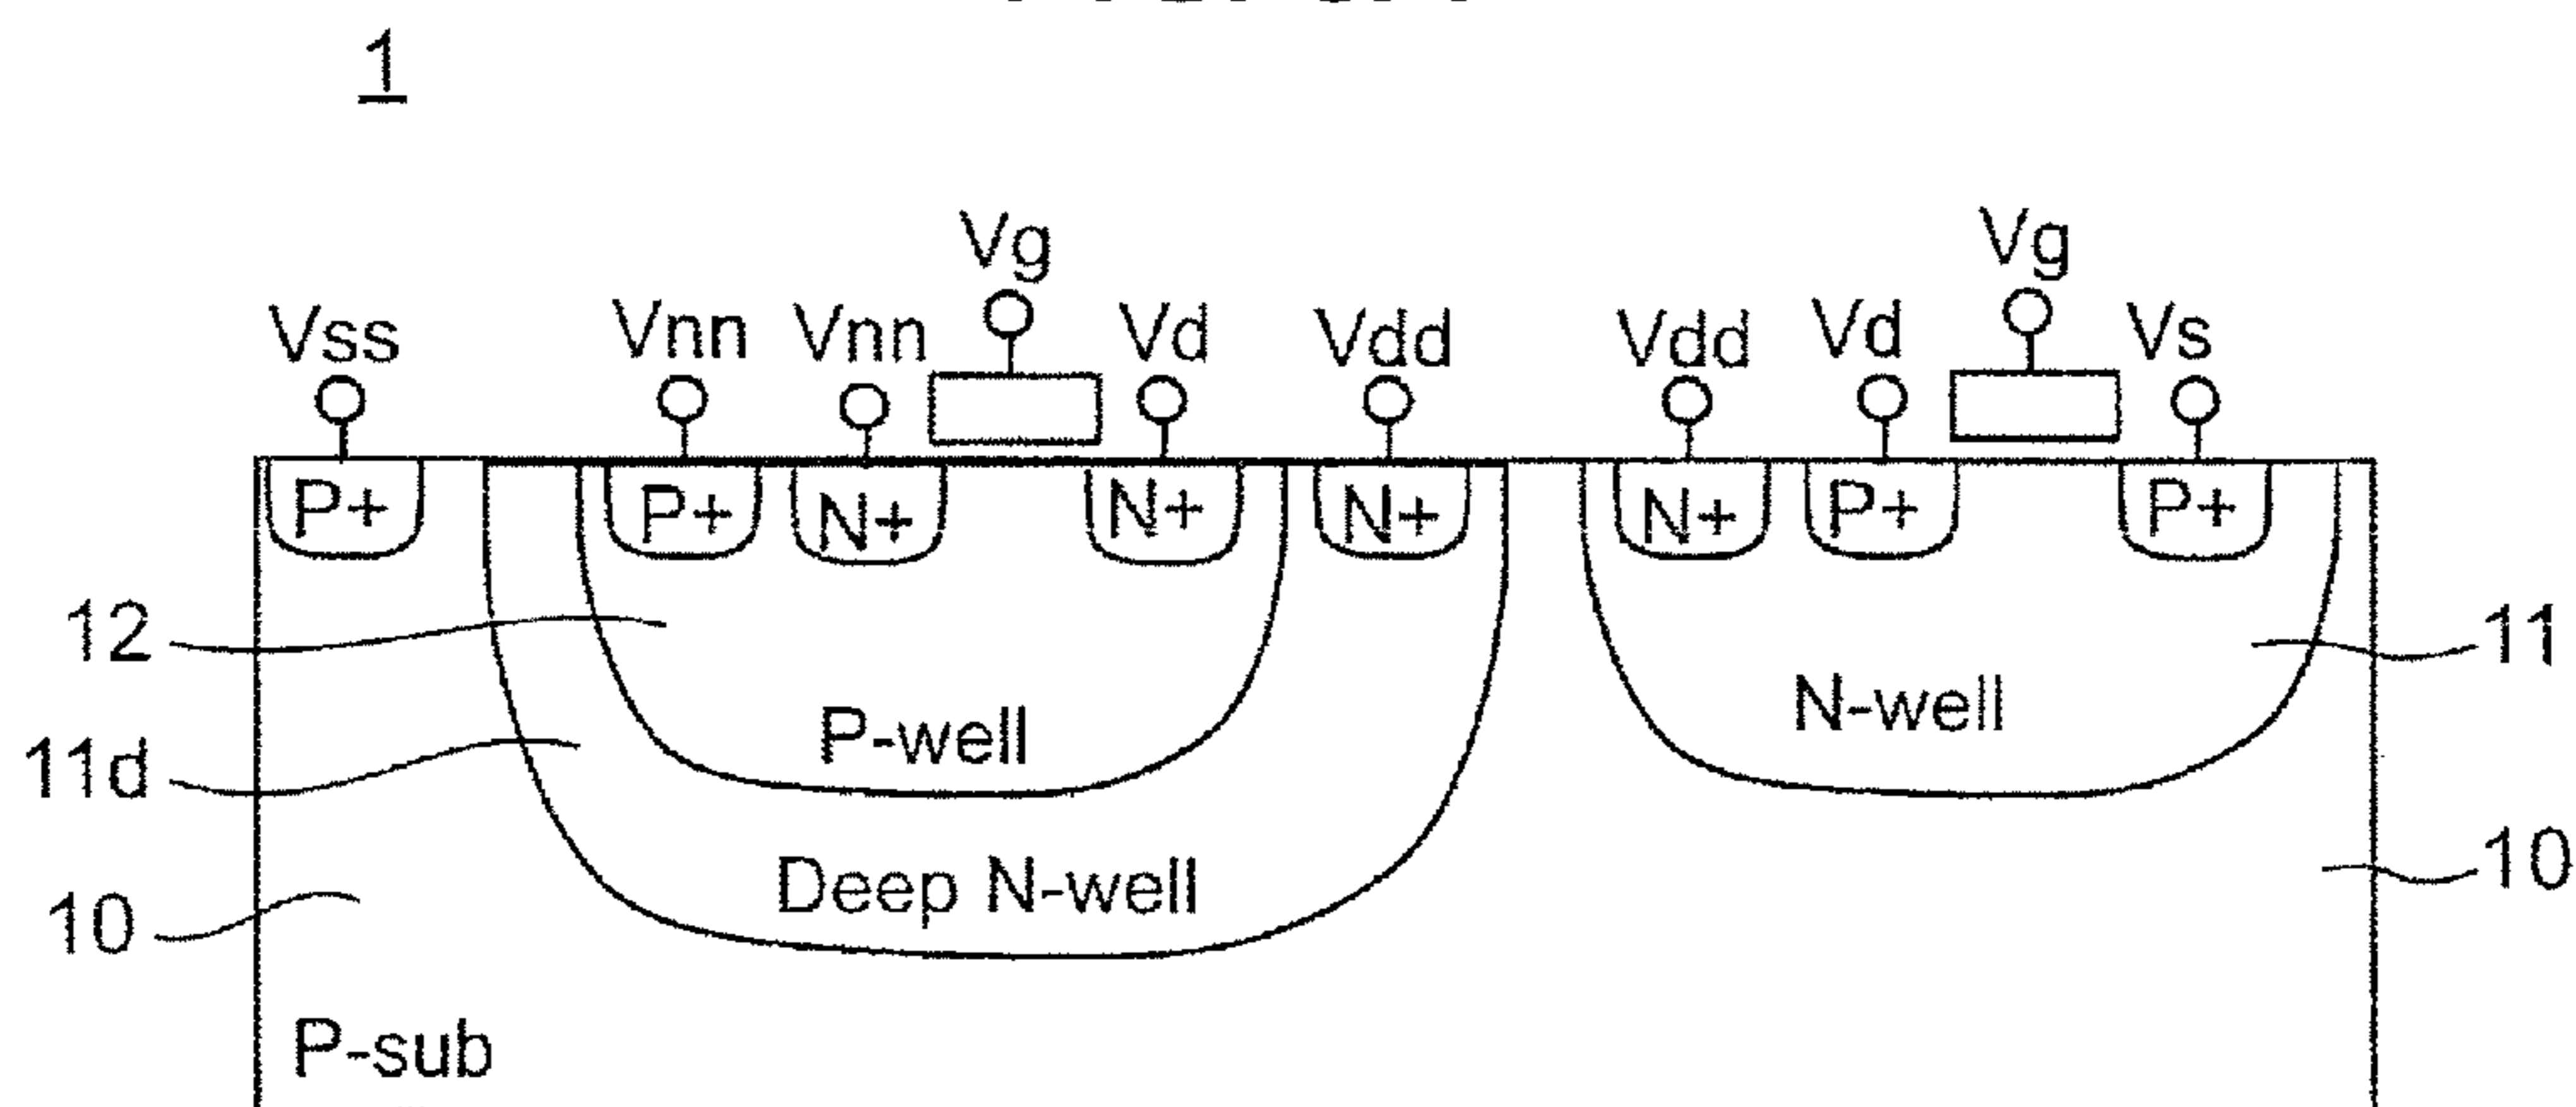 1
Vg Vg
Vss Vnn Vnn Vd Vdd Vdd Vd Vs
P+ P+ N+ N+ N+ N+ P+ P+
12 11
P-well N-well
11d
Deep N-well 10
10
P-sub